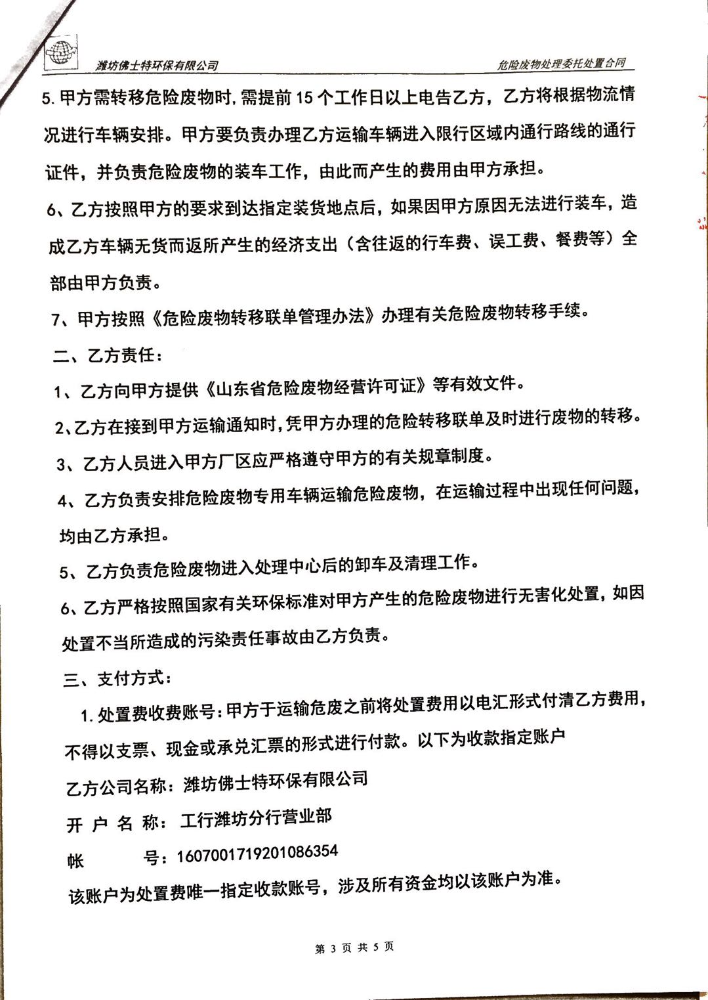 潍坊佛士特环保有限公司
危险废物处理委托处置合同
5.甲方需转移危险废物时,需提前15个工作日以上电告乙方，乙方将根据物流情
况进行车辆安排。甲方要负责办理乙方运输车辆进入限行区域内通行路线的通行
证件，并负责危险废物的装车工作，由此而产生的费用由甲方承担。
6、乙方按照甲方的要求到达指定装货地点后，如果因甲方原因无法进行装车，造
成乙方车辆无货而返所产生的经济支出（含往返的行车费、误工费、餐费等）全
部由甲方负责。
7、甲方按照《危险废物转移联单管理办法》办理有关危险废物转移手续。
二、乙方责任：
1、乙方向甲方提供《山东省危险废物经营许可证》等有效文件。
2、乙方在接到甲方运输通知时,凭甲方办理的危险转移联单及时进行废物的转移。
3、乙方人员进入甲方厂区应严格遵守甲方的有关规章制度。
4、乙方负责安排危险废物专用车辆运输危险废物，在运输过程中出现任何问题，
均由乙方承担。
5、乙方负责危险废物进入处理中心后的卸车及清理工作。
6、乙方严格按照国家有关环保标准对甲方产生的危险废物进行无害化处置，如因
处置不当所造成的污染责任事故由乙方负责。
三、支付方式：
1.处置费收费账号：甲方于运输危废之前将处置费用以电汇形式付清乙方费用，
不得以支票、现金或承兑汇票的形式进行付款。以下为收款指定账户
乙方公司名称：潍坊佛士特环保有限公司
开 户 名 称：工行潍坊分行营业部
帐 号：1607001719201086354
该账户为处置费唯一指定收款账号，涉及所有资金均以该账户为准。
第 3 页 共 5 页